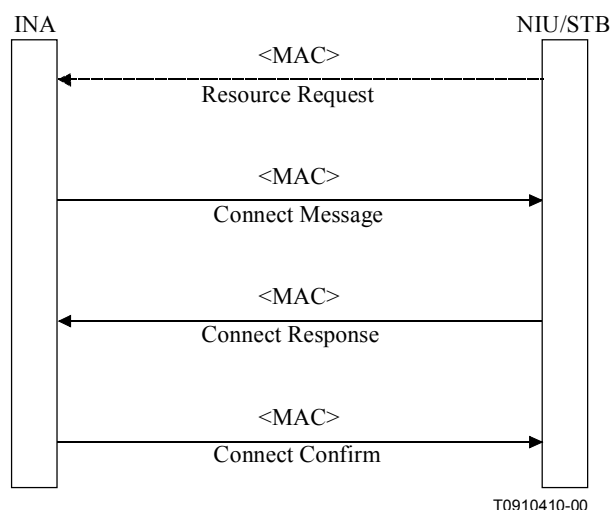 INA NIU/STB
<MAC>
Resource Request
<MAC>
Connect Message
<MAC>
Connect Response
<MAC>
Connect Confirm
T0910410-00